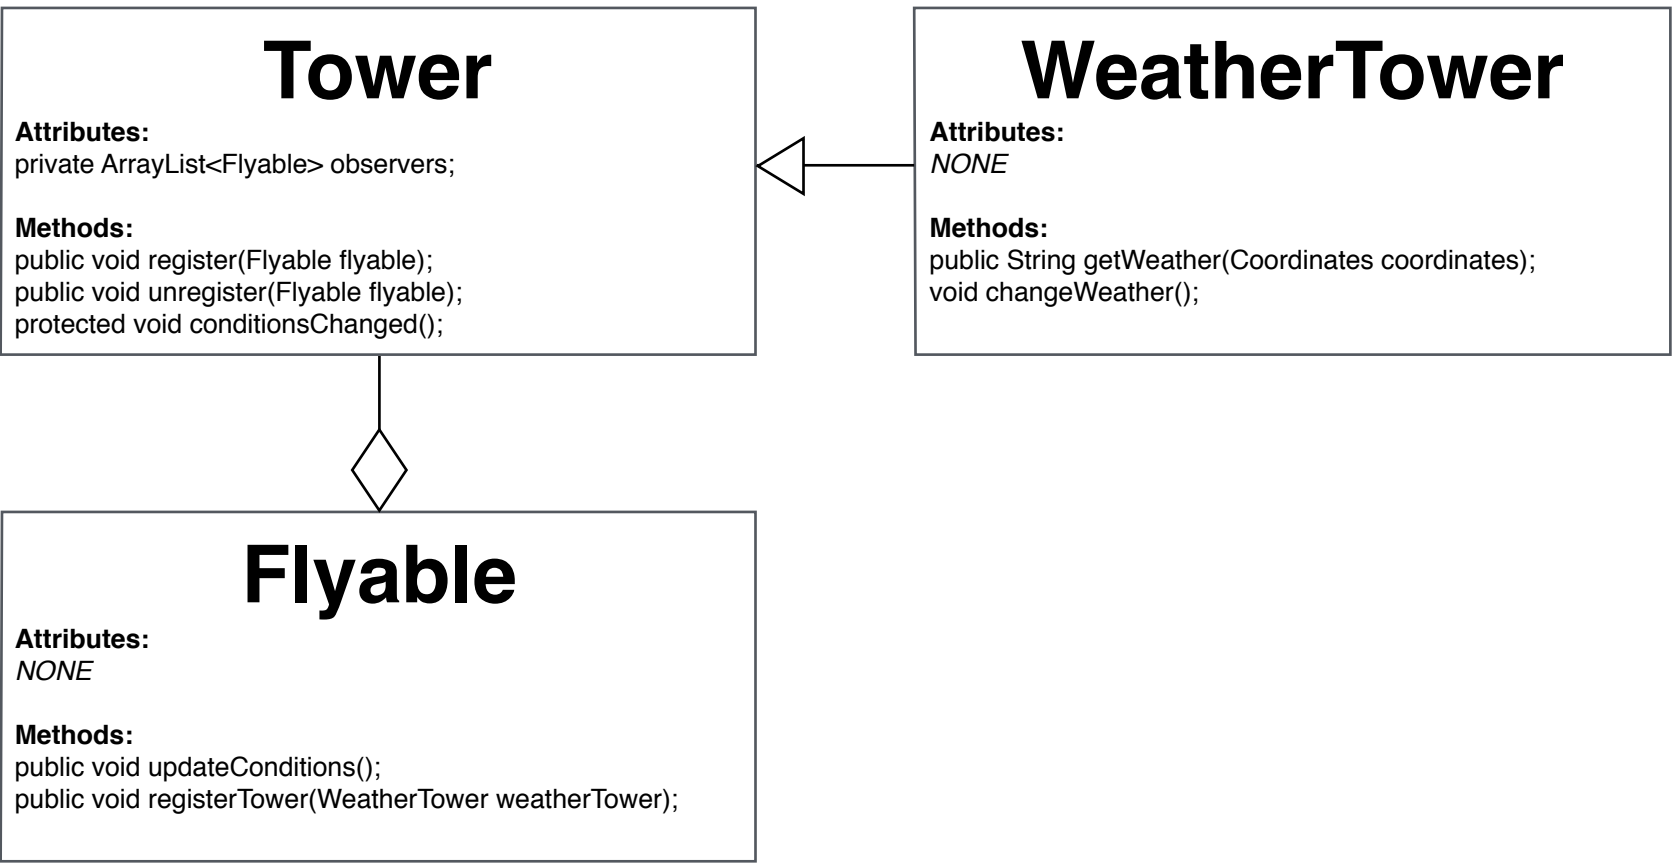 Tower
Attributes:
private ArrayList<Flyable> observers;
Methods:
public void register(Flyable flyable);
public void unregister(Flyable flyable);
protected void conditionsChanged();
WeatherTower
Attributes:
NONE
Methods:
public String getWeather(Coordinates coordinates);
void changeWeather();
Flyable
Attributes:
NONE
Methods:
public void updateConditions();
public void registerTower(WeatherTower weatherTower);